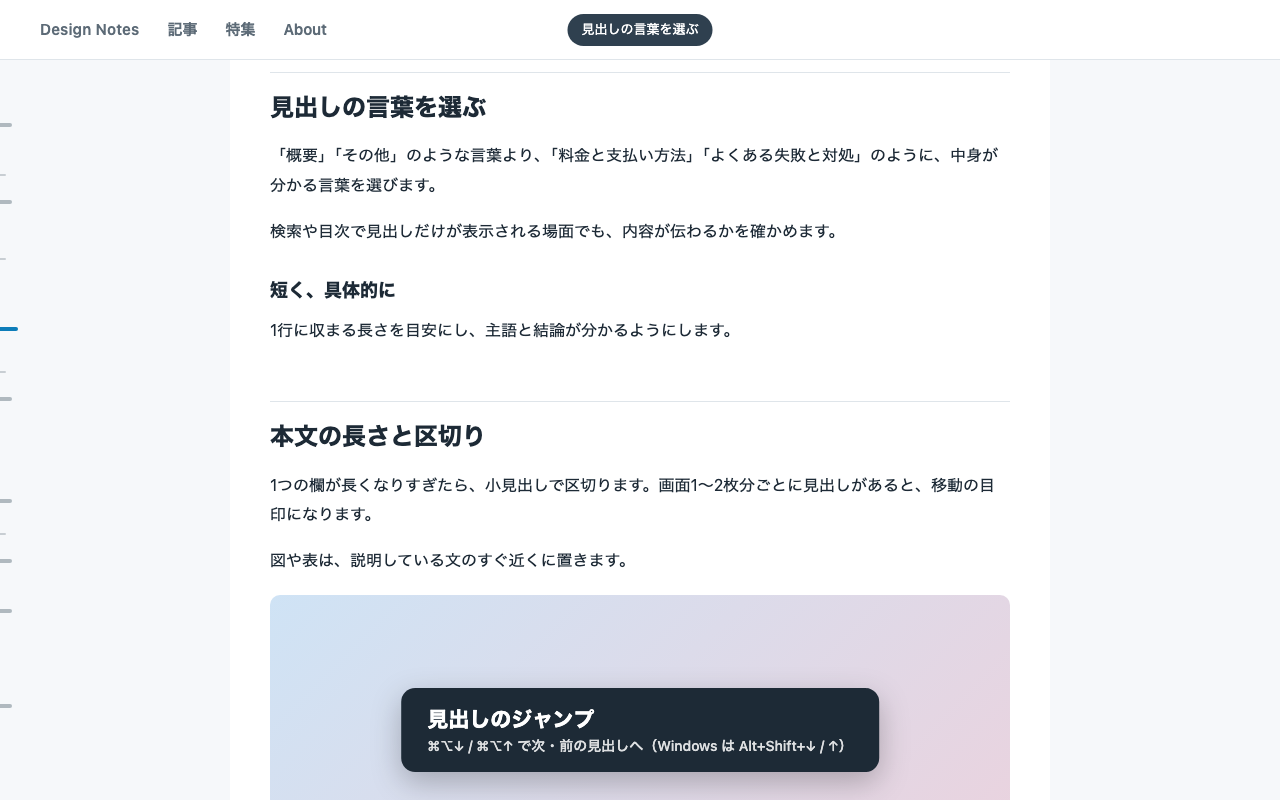 Design Notes 記事 特集 About
見出しの言葉を選ぶ
見出しの言葉を選ぶ
「概要」「その他」のような言葉より、「料金と支払い方法」「よくある失敗と対処」のように、中身が
分かる言葉を選びます。
検索や目次で見出しだけが表示される場面でも、内容が伝わるかを確かめます。
短く、具体的に
1行に収まる長さを目安にし、主語と結論が分かるようにします。
本文の長さと区切り
1つの欄が長くなりすぎたら、小見出しで区切ります。画面1〜2枚分ごとに見出しがあると、移動の目
印になります。
図や表は、説明している文のすぐ近くに置きます。
見出しのジャンプ
⌘⌥↓ / ⌘⌥↑ で次・前の見出しへ（Windows は Alt+Shift+↓ / ↑）